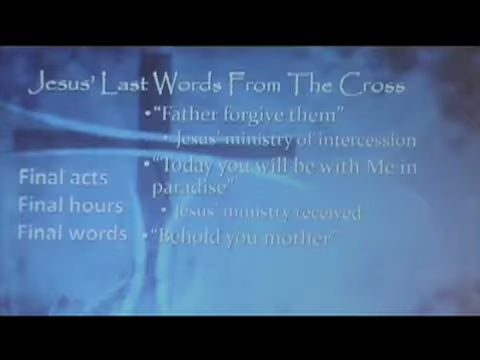 Jesus' Last Words From The Cross
• "Father forgive them"
• Jesus' ministry of intercession
• "Today you will be with Me in
paradise"
• Jesus' ministry received
• "Behold you mother"
Final acts
Final hours
Final words